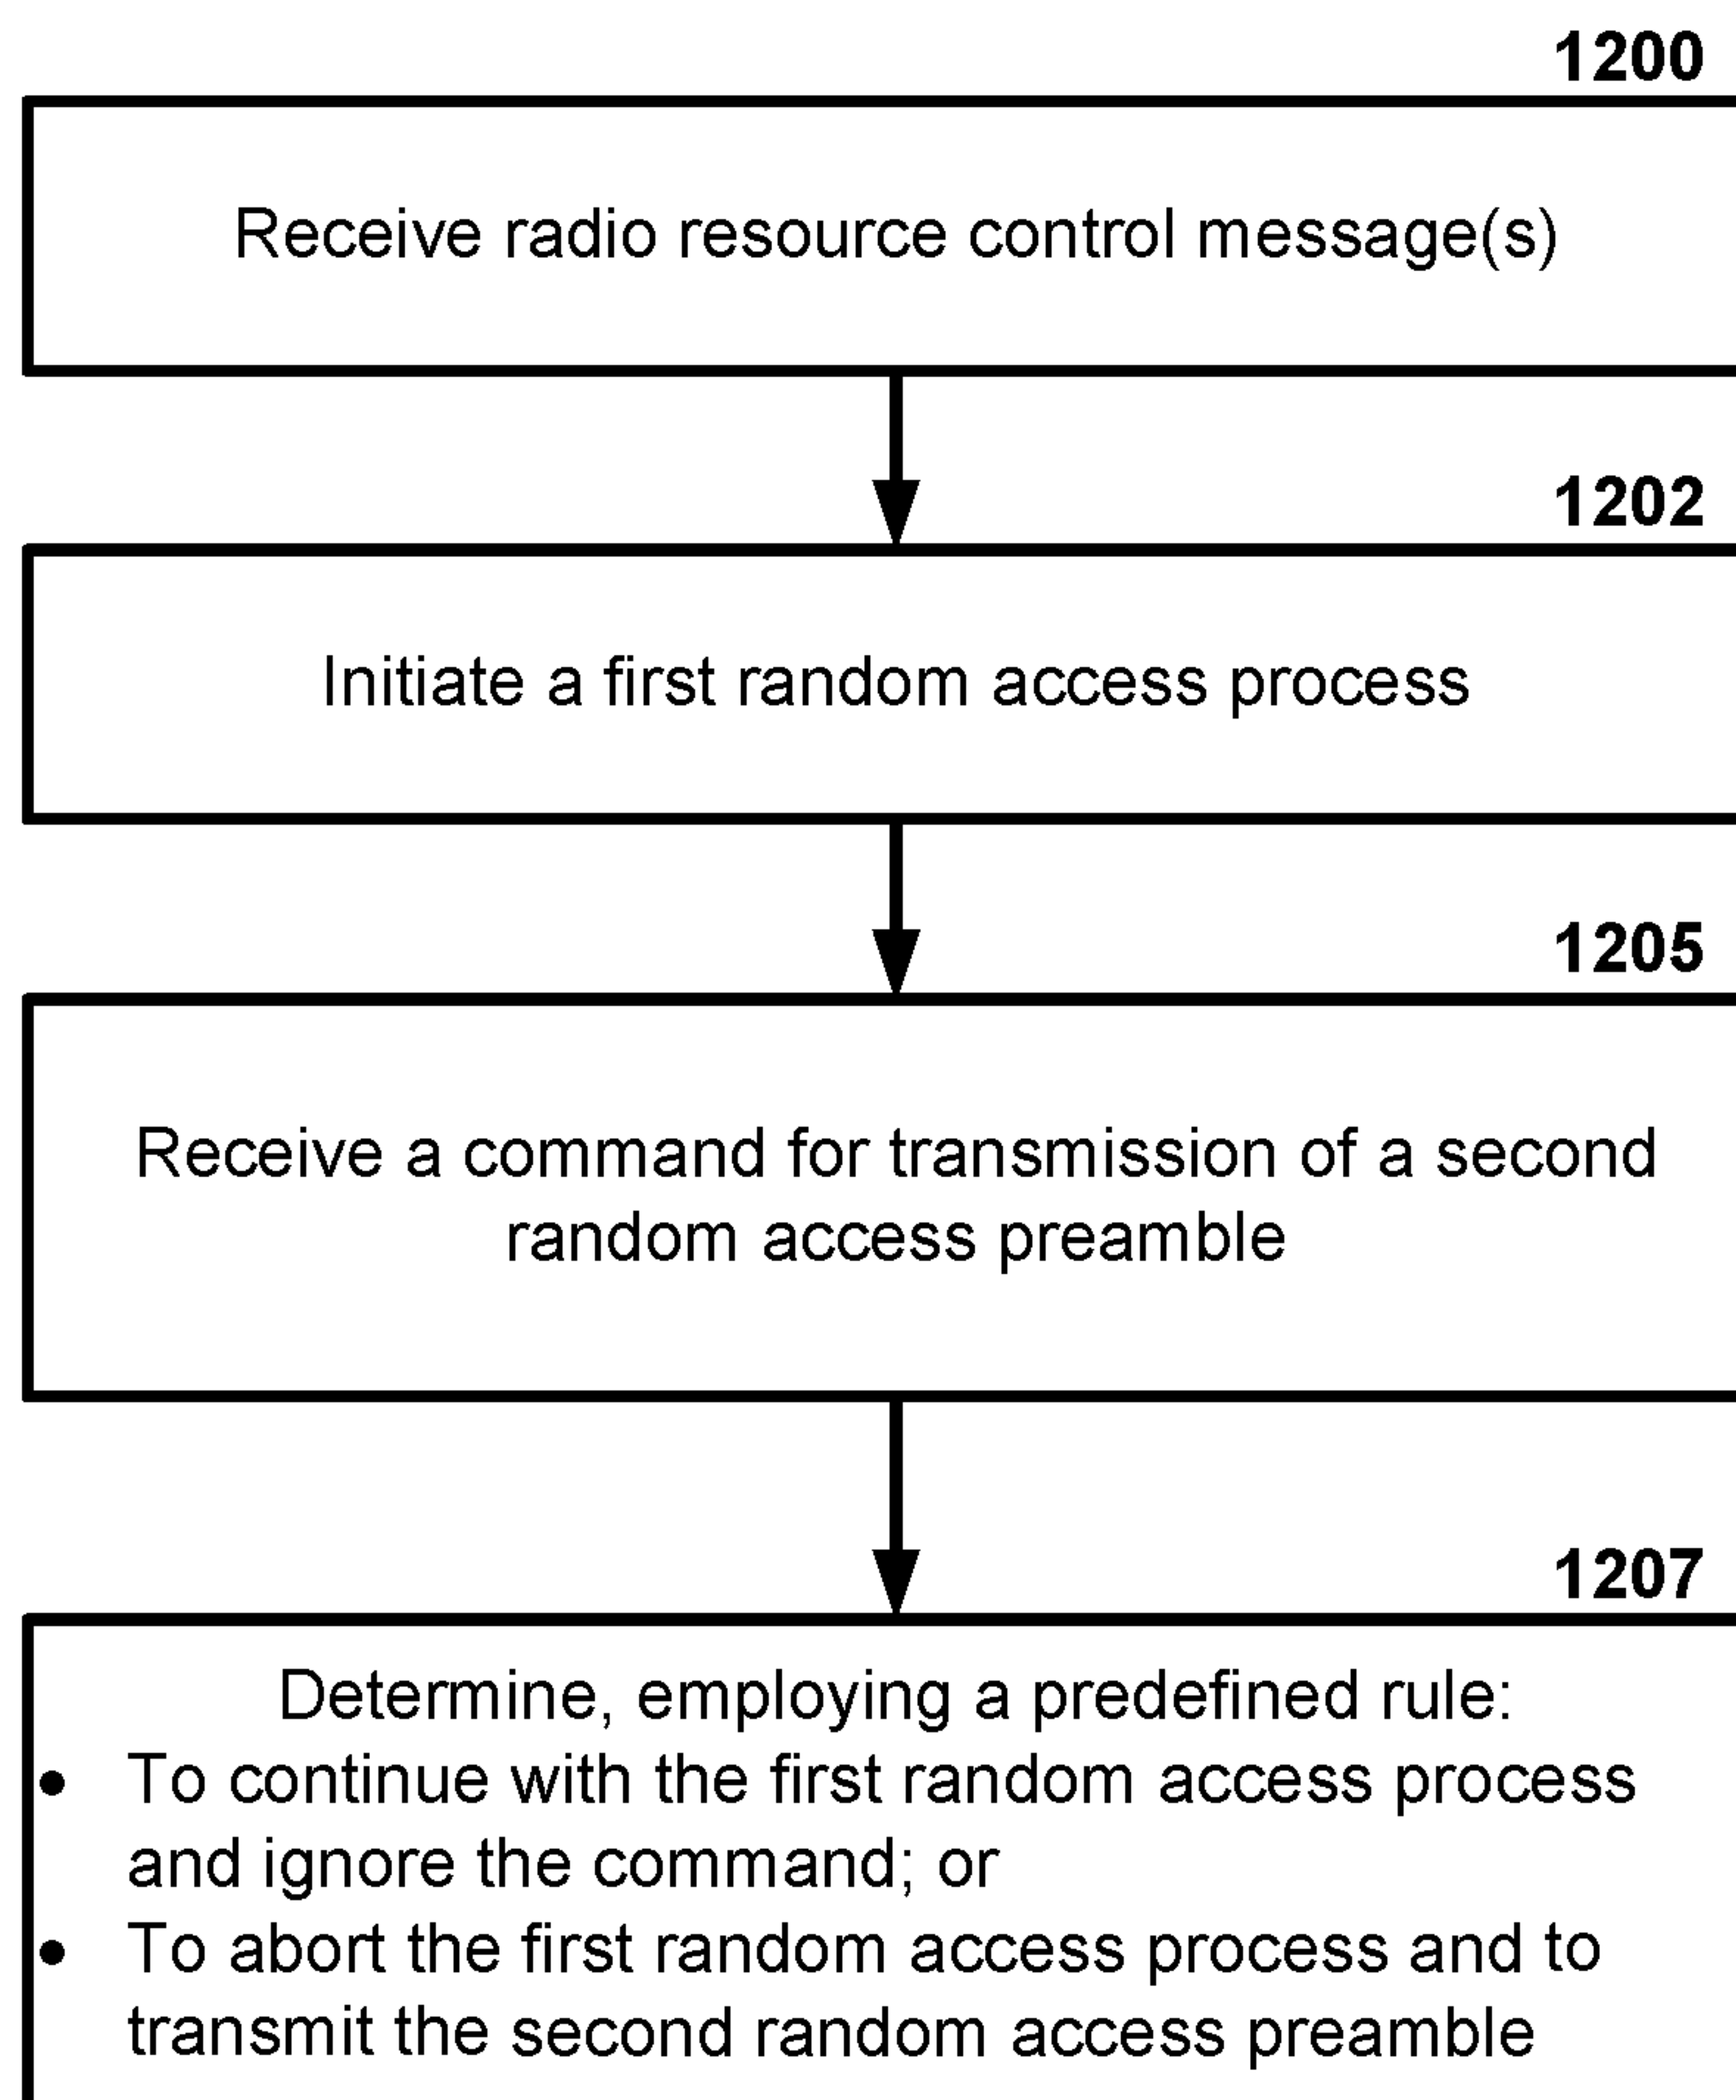 1200
Receive radio resource control message(s)
1202
Initiate a first random access process
1205
Receive a command for transmission of a second
random access preamble
1207
Determine, employing a predefined rule:
• To continue with the first random access process
and ignore the command; or
• To abort the first random access process and to
transmit the second random access preamble